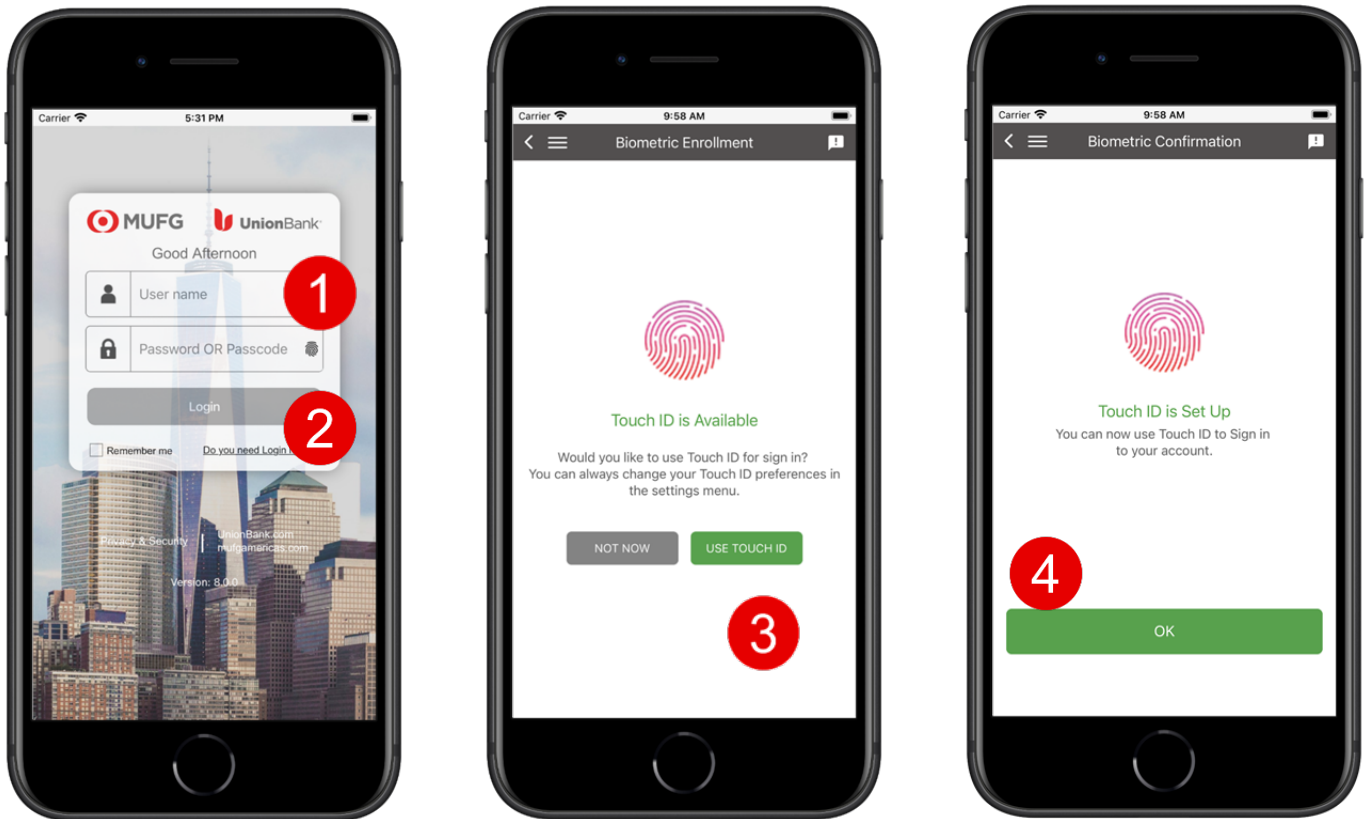 Carrier 5:31 PM
MUFG UnionBank
Good Afternoon
User name
1
Password OR Passcode
Login
2
Remember me Do you need Login
Privacy & Security
UnionBank.com
mufgamericas.com
Version: 8.0.0
Carrier 9:58 AM
Biometric Enrollment
Touch ID is Available
Would you like to use Touch ID for sign in?
You can always change your Touch ID preferences in
the settings menu.
NOT NOW USE TOUCH ID
3
Carrier 9:58 AM
Biometric Confirmation
Touch ID is Set Up
You can now use Touch ID to Sign in
to your account.
4
OK